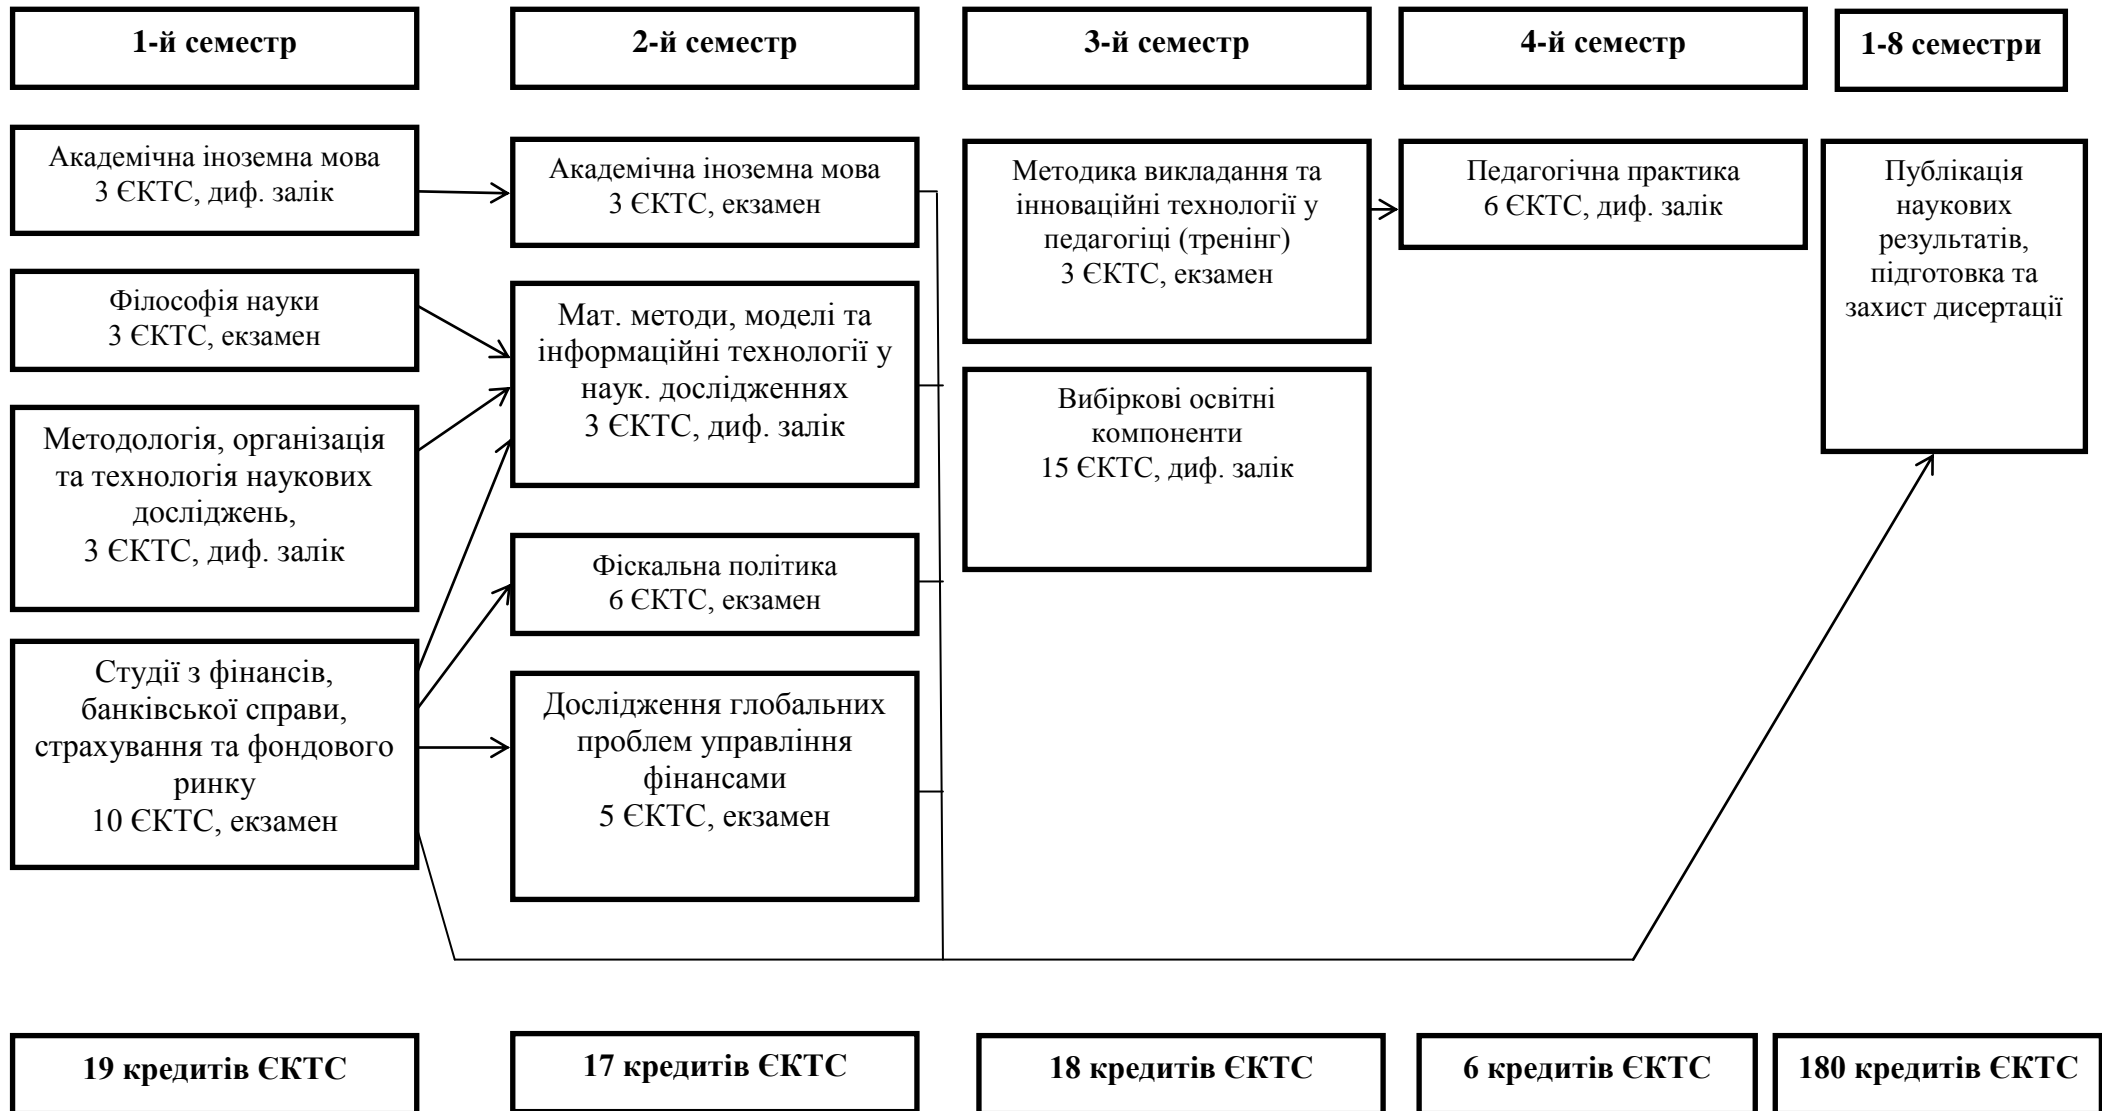 1-й семестр
2-й семестр
3-й семестр
4-й семестр
1-8 семестри
Академічна іноземна мова
3 ЄКТС, диф. залік
Філософія науки
3 ЄКТС, екзамен
Методологія, організація
та технологія наукових
досліджень,
3 ЄКТС, диф. залік
Студії з фінансів,
банківської справи,
страхування та фондового
ринку
10 ЄКТС, екзамен
Академічна іноземна мова
3 ЄКТС, екзамен
Мат. методи, моделі та
інформаційні технології у
наук. дослідженнях
3 ЄКТС, диф. залік
Фіскальна політика
6 ЄКТС, екзамен
Дослідження глобальних
проблем управління
фінансами
5 ЄКТС, екзамен
Методика викладання та
інноваційні технології у
педагогіці (тренінг)
3 ЄКТС, екзамен
Вибіркові освітні
компоненти
15 ЄКТС, диф. залік
Педагогічна практика
6 ЄКТС, диф. залік
Публікація
наукових
результатів,
підготовка та
захист дисертації
19 кредитів ЄКТС
17 кредитів ЄКТС
18 кредитів ЄКТС
6 кредитів ЄКТС
180 кредитів ЄКТС